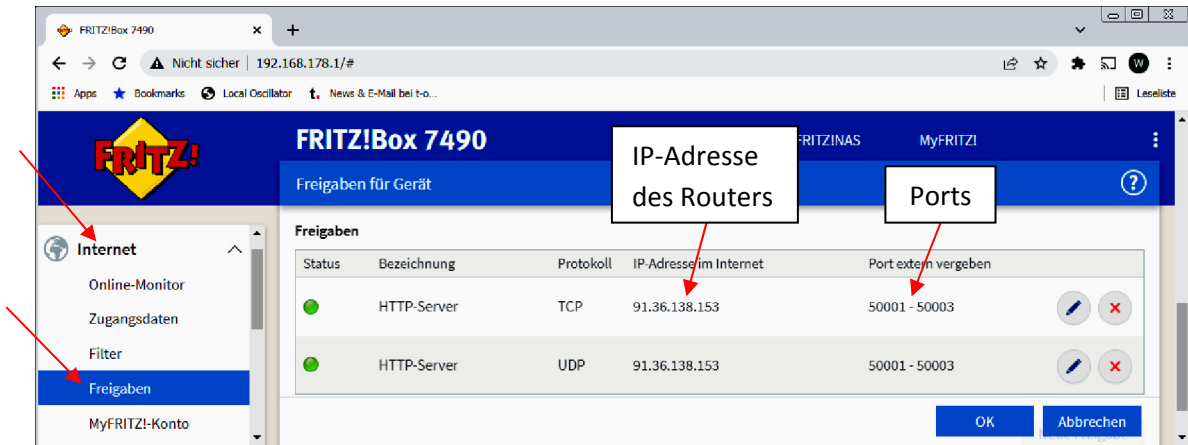 FRITZ!Box 7490
Nicht sicher 192.168.178.1/#
W
Apps Bookmarks Local Oscillator t. News & E-Mail bei t-o... Leseliste
FRITZ!
FRITZ!Box 7490 FRITZ!NAS MyFRITZ!
IP-Adresse
des Routers
Ports
Freigaben für Gerät ?
Internet
Online-Monitor
Zugangsdaten
Filter
Freigaben
MyFRITZ!-Konto
Freigaben
Status Bezeichnung Protokoll IP-Adresse im Internet Port extern vergeben
HTTP-Server TCP 91.36.138.153 50001 - 50003
HTTP-Server UDP 91.36.138.153 50001 - 50003
OK Abbrechen